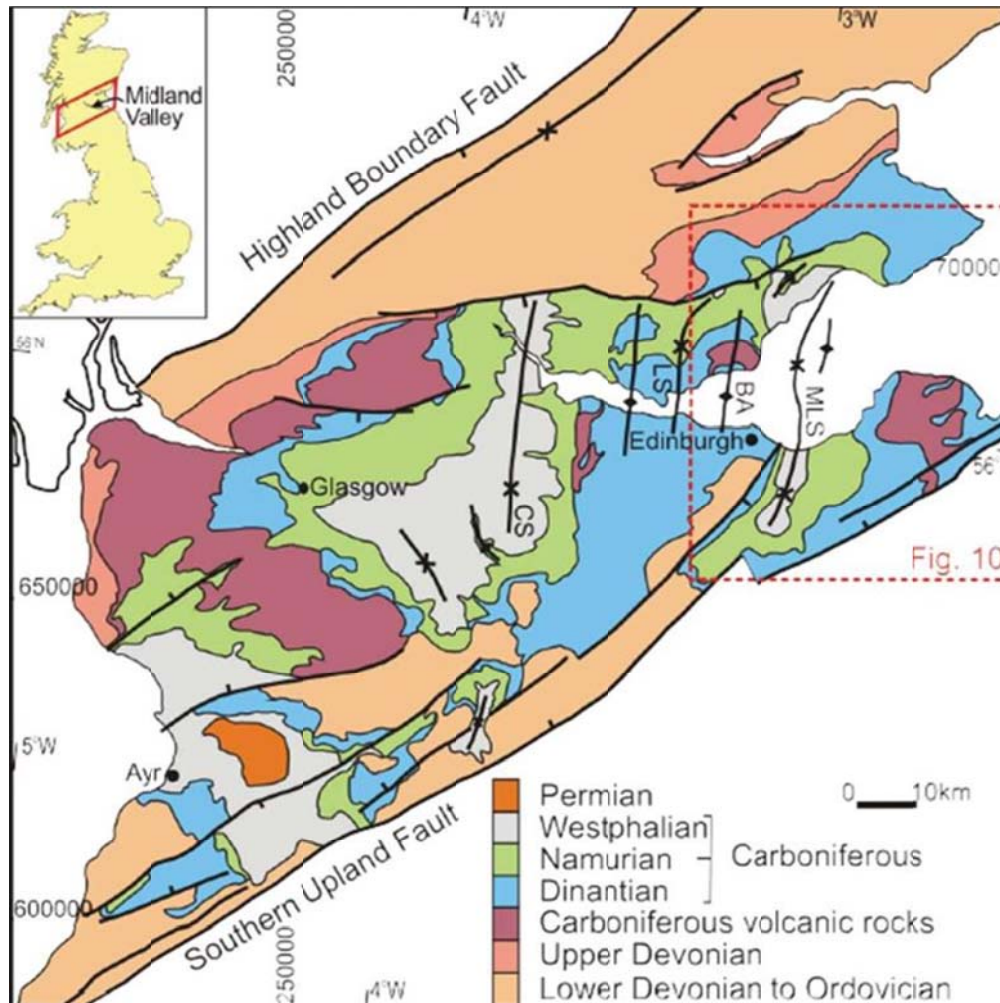 4°W
3°W
2500000
Midland
Valley
Highland Boundary Fault
700000
56°N
LS
BA
MLS
Edinburgh
56°
Glasgow
CS
Fig. 10
650000
5°W
Ayr
Permian
0 10km
Westphalian
Namurian
Carboniferous
Dinantian
600000
Southern Upland Fault
Carboniferous volcanic rocks
Upper Devonian
250000
4°W
Lower Devonian to Ordovician